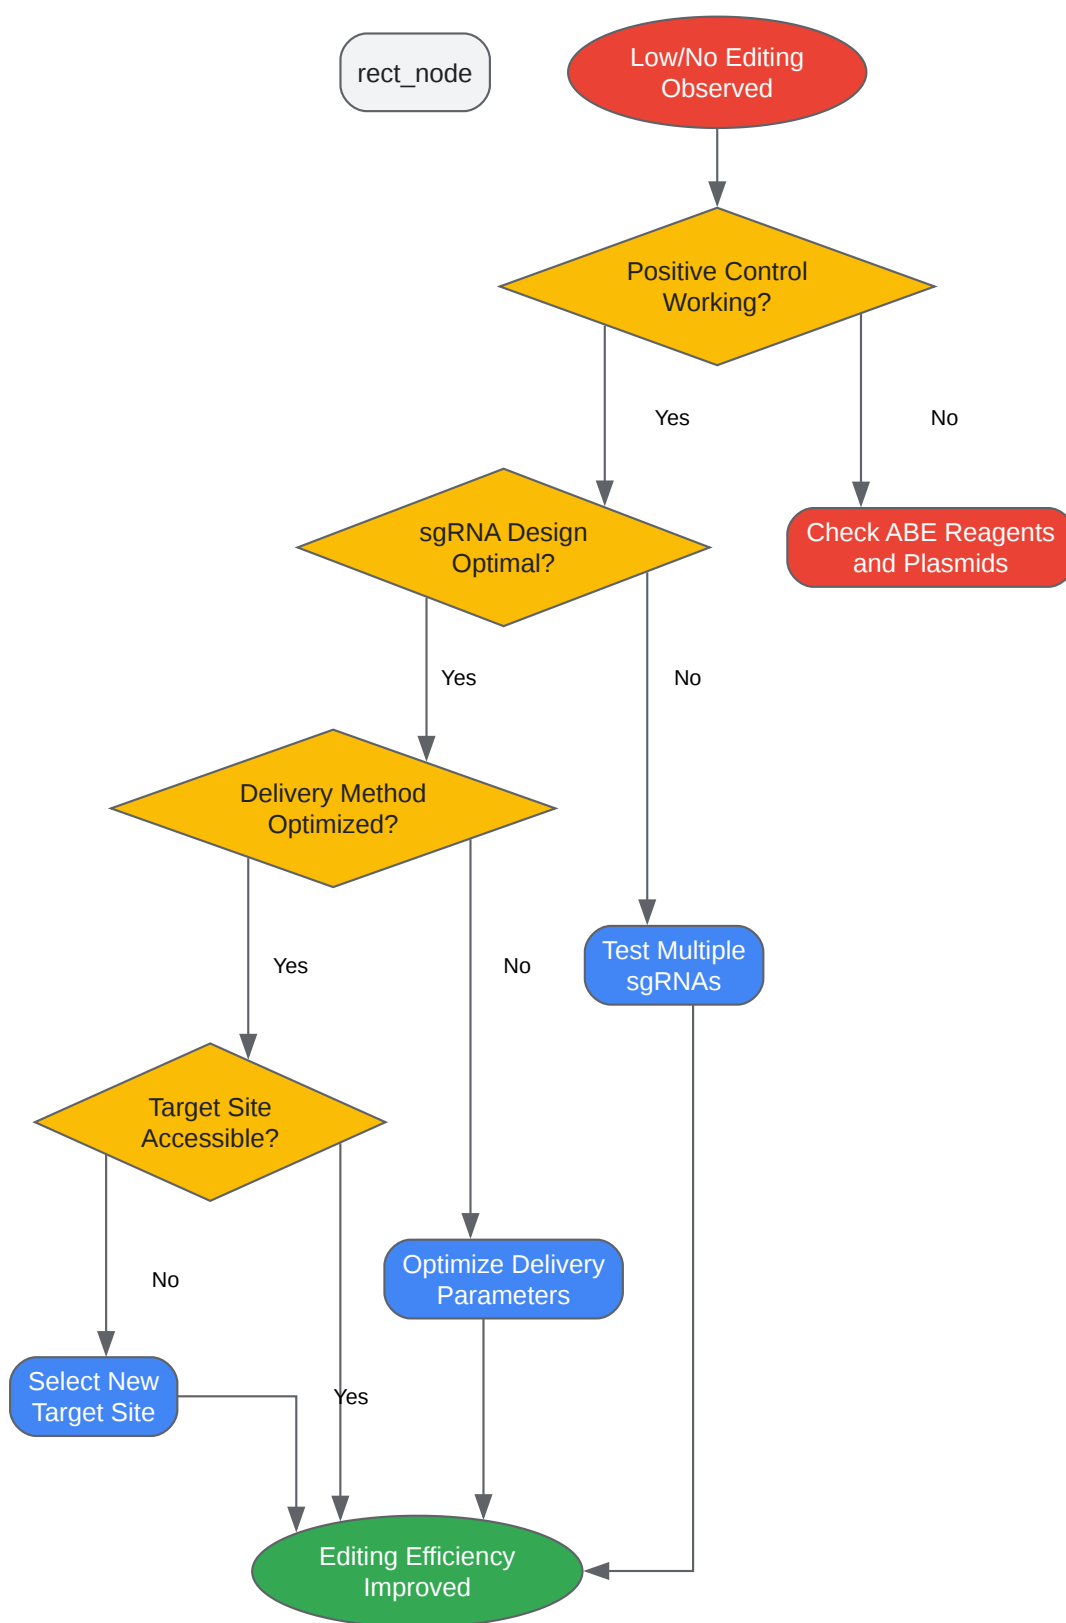 rect_node
Low/No Editing
Observed
Positive Control
Working?
Yes
No
sgRNA Design
Optimal?
Check ABE Reagents
and Plasmids
Yes
No
Delivery Method
Optimized?
Yes
No
Test Multiple
sgRNAs
Target Site
Accessible?
No
Optimize Delivery
Parameters
Select New
Target Site
Yes
Editing Efficiency
Improved